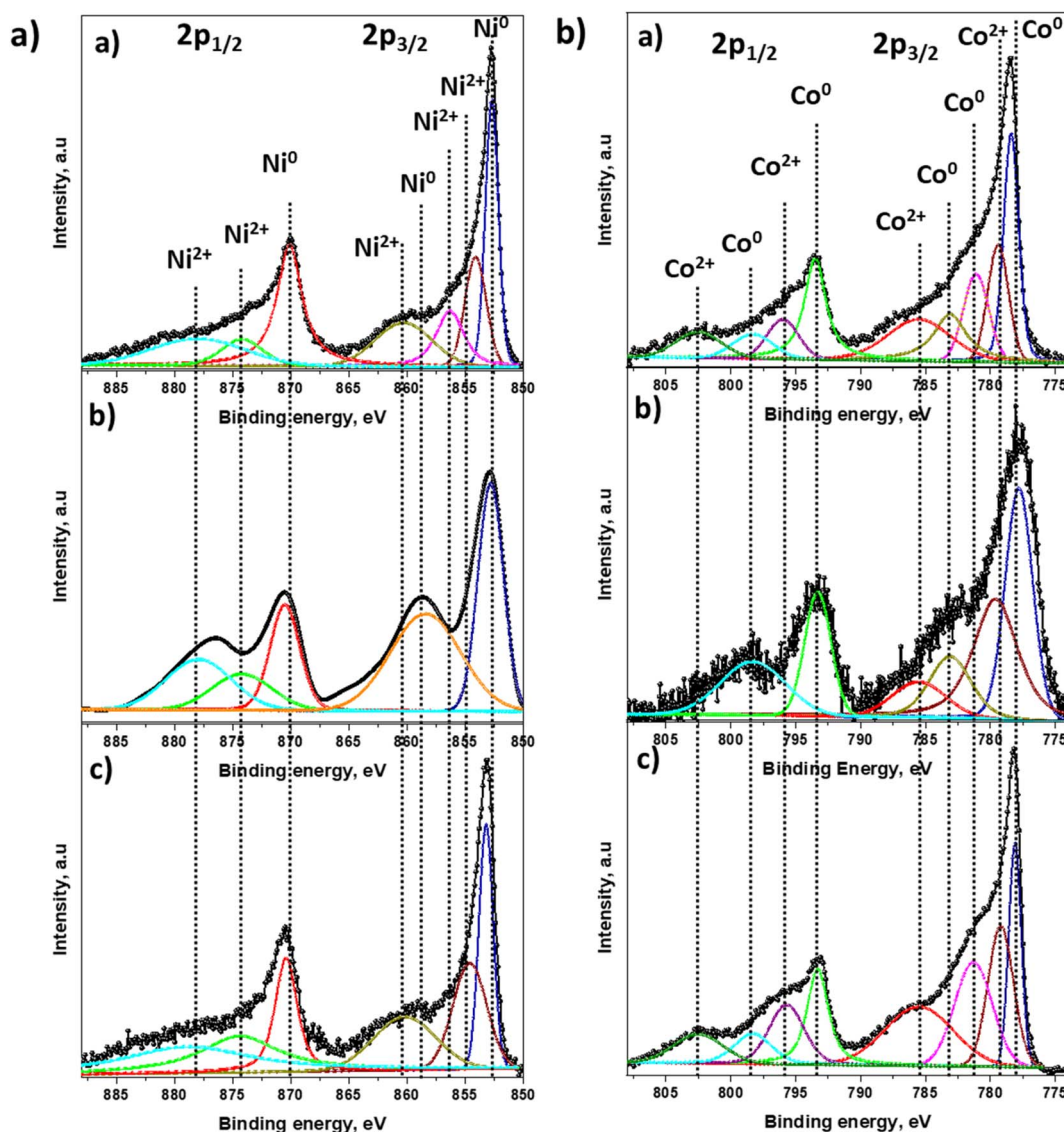 a)
a) 2p1/2 2p3/2 Ni⁰
Ni²⁺
Ni²⁺
Ni⁰
Ni⁰
Ni²⁺
Ni²⁺
Ni²⁺
Intensity, a.u
885 880 875 870 865 860 855 850
Binding energy, eV
b)
Intensity, a.u
885 880 875 870 865 860 855 850
Binding energy, eV
c)
Intensity, a.u
885 880 875 870 865 860 855 850
Binding energy, eV
b)
a) 2p1/2 2p3/2 Co²⁺ Co⁰
Co⁰
Co⁰
Co²⁺
Co⁰
Co²⁺
Co⁰
Co²⁺
Intensity, a.u
805 800 795 790 785 780 775
Binding energy, eV
b)
Intensity, a.u
805 800 795 790 785 780 775
Binding Energy, eV
c)
Intensity, a.u
805 800 795 790 785 780 775
Binding energy, eV